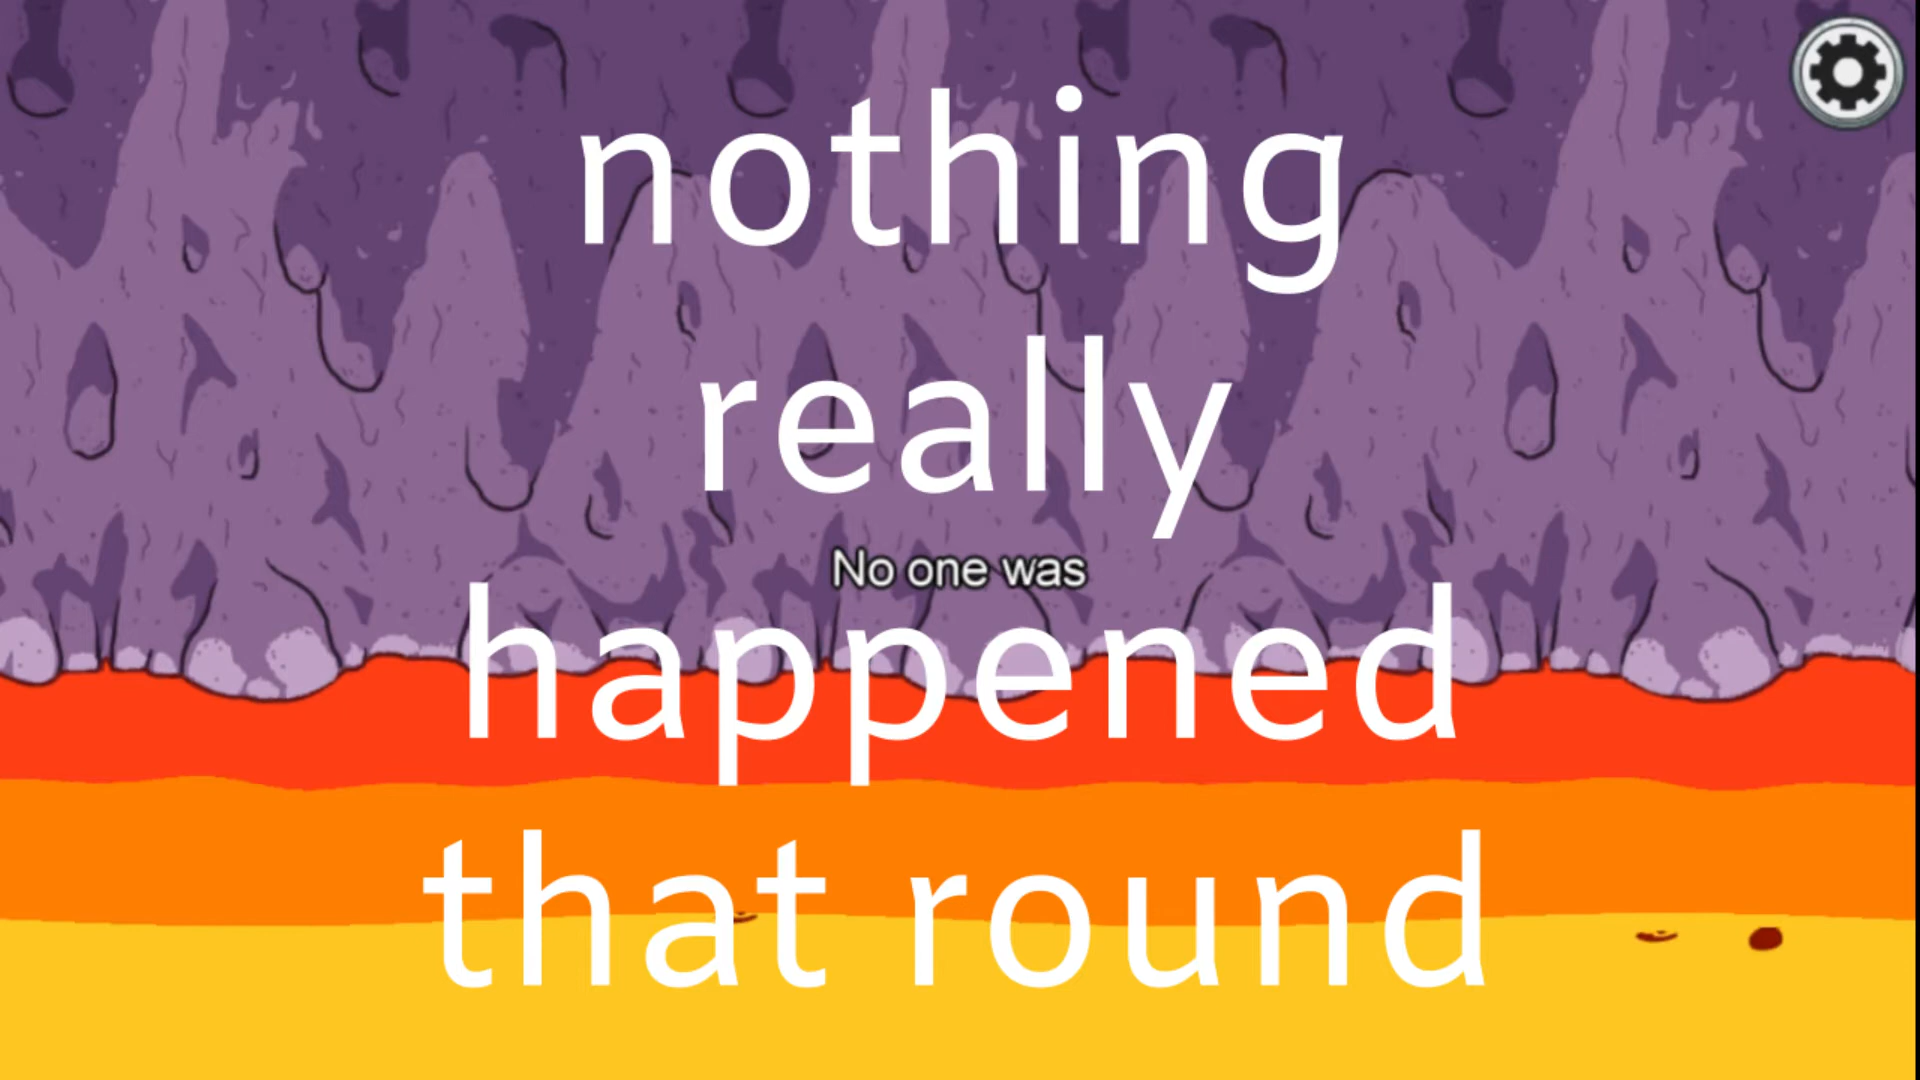 nothing
really
No one was
happened
that round